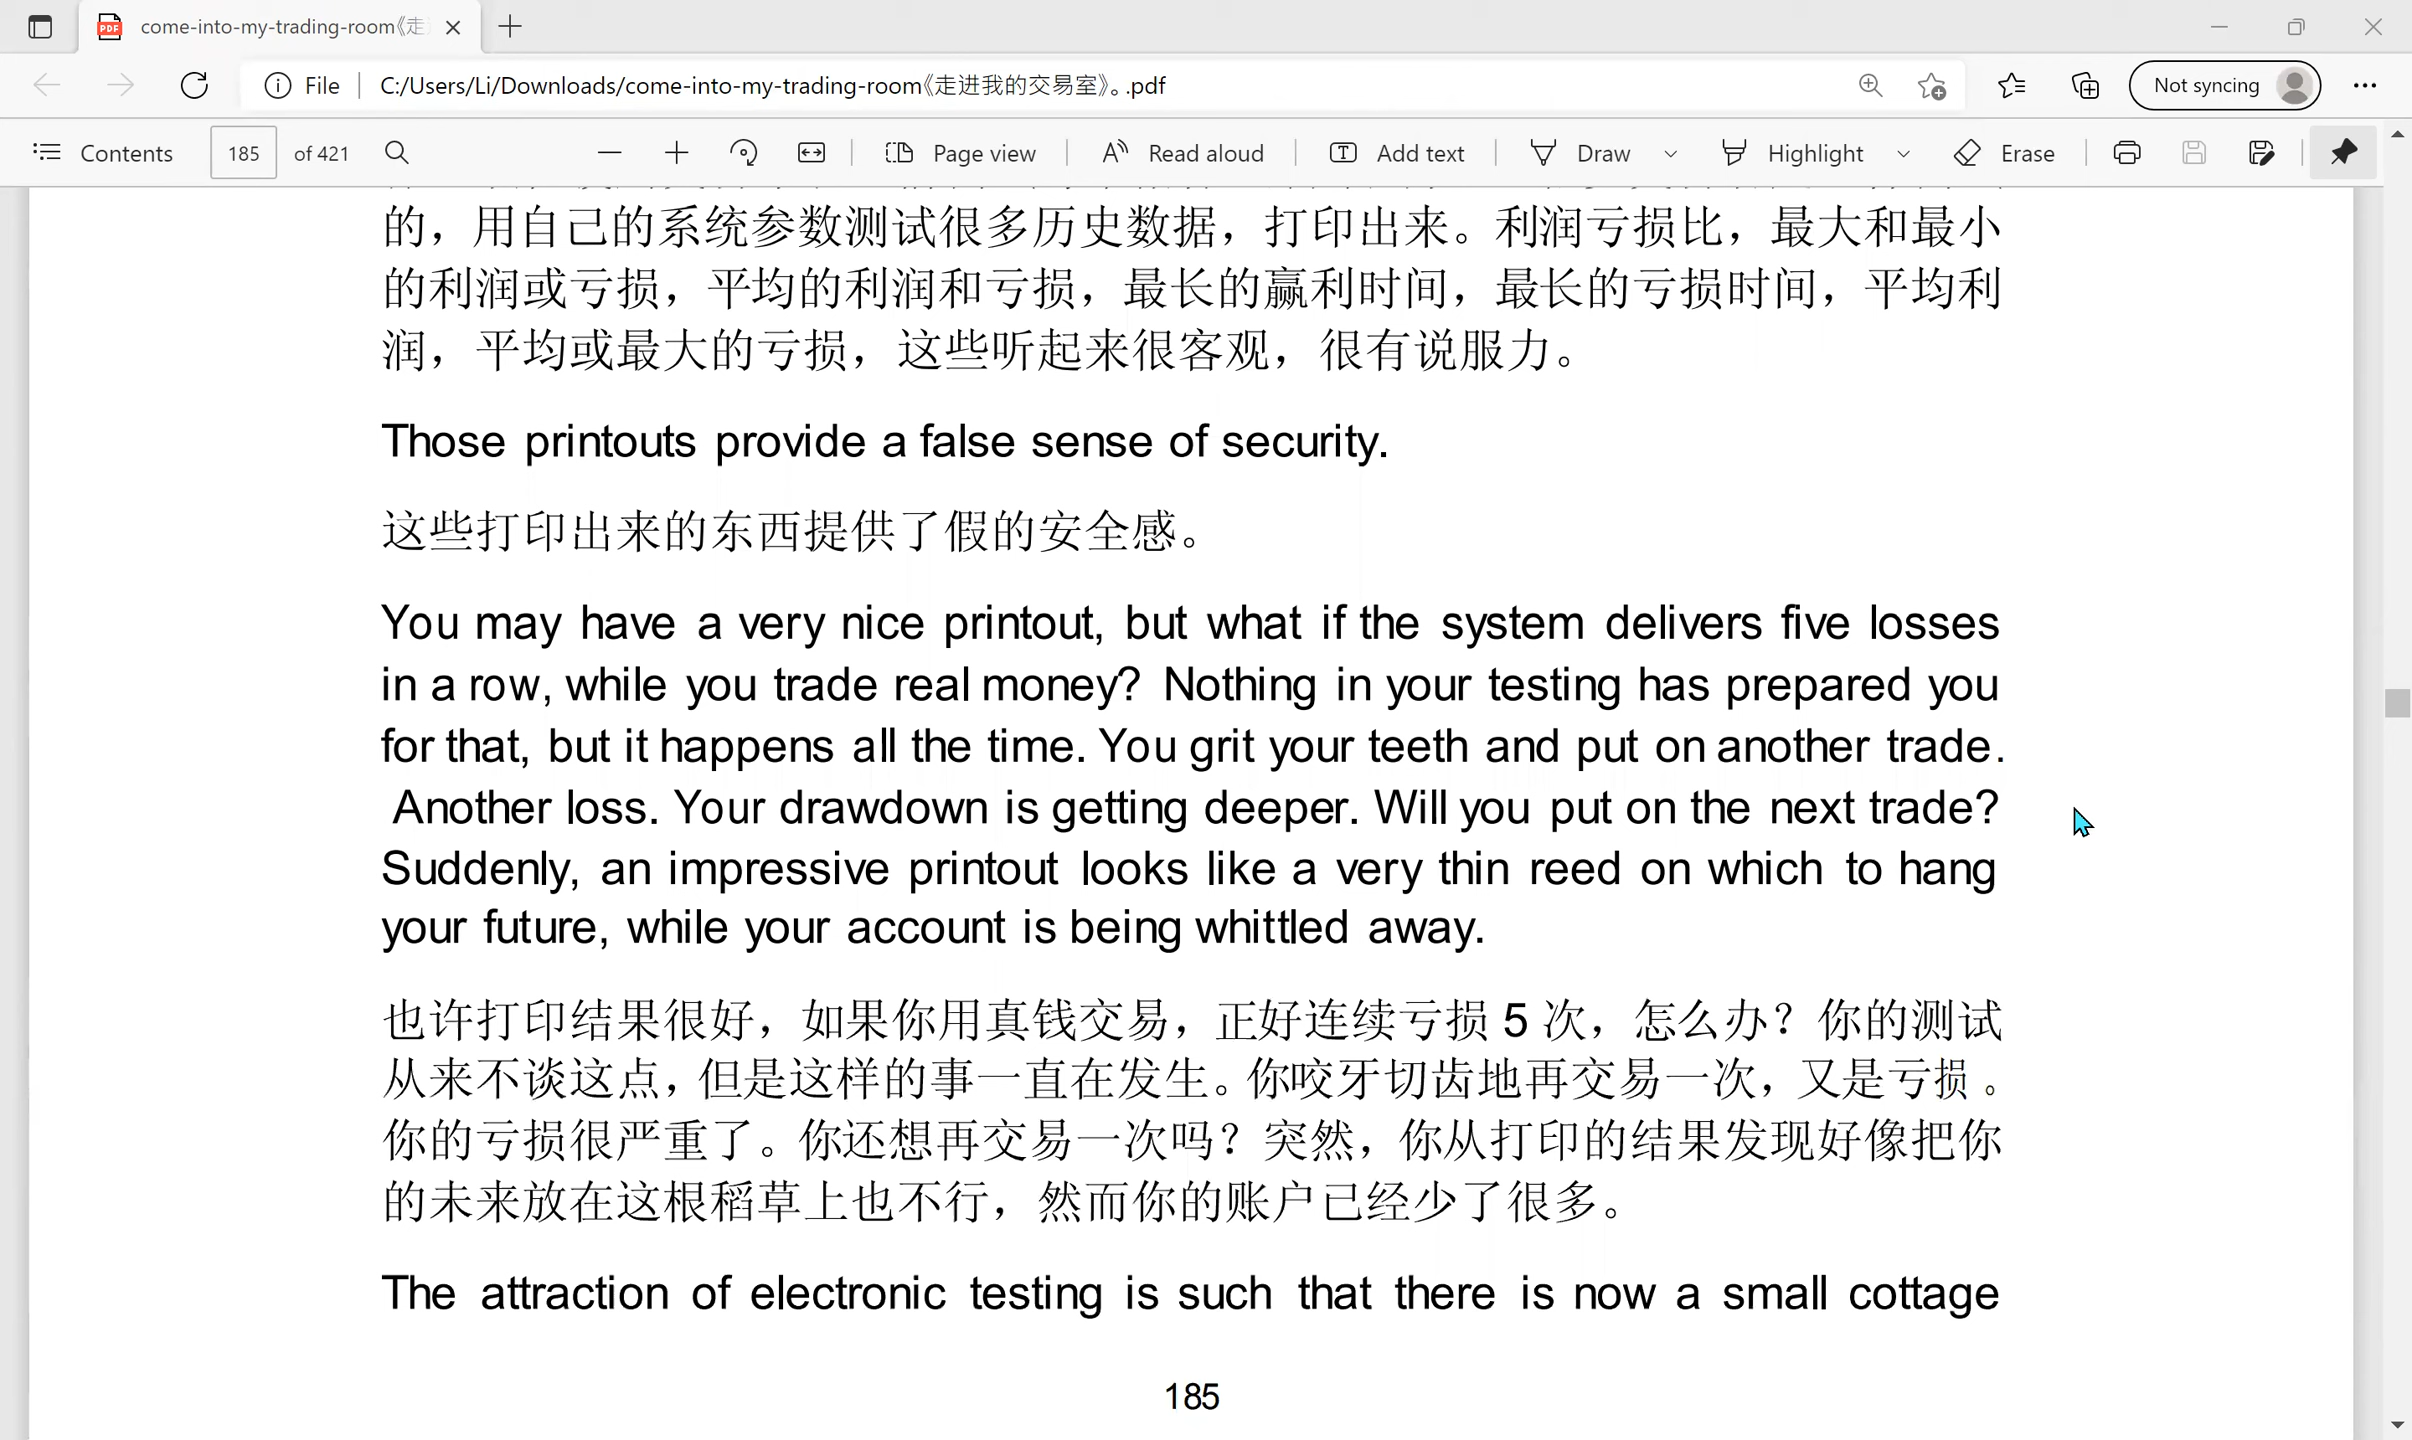 come-into-my-trading-room《走
File
C:/Users/Li/Downloads/come-into-my-trading-room《走进我的交易室》。.pdf
Not syncing
Contents
185
of 421
Page view
Read aloud
Add text
Draw
Highlight
Erase
的，用自己的系统参数测试很多历史数据，打印出来。利润亏损比，最大和最小
的利润或亏损，平均的利润和亏损，最长的赢利时间，最长的亏损时间，平均利
润，平均或最大的亏损，这些听起来很客观，很有说服力。
Those printouts provide a false sense of security.
这些打印出来的东西提供了假的安全感。
You may have a very nice printout, but what if the system delivers five losses
in a row, while you trade real money? Nothing in your testing has prepared you
for that, but it happens all the time. You grit your teeth and put on another trade.
Another loss. Your drawdown is getting deeper. Will you put on the next trade?
Suddenly, an impressive printout looks like a very thin reed on which to hang
your future, while your account is being whittled away.
也许打印结果很好，如果你用真钱交易，正好连续亏损 5 次，怎么办？你的测试
从来不谈这点，但是这样的事一直在发生。你咬牙切齿地再交易一次，又是亏损。
你的亏损很严重了。你还想再交易一次吗？突然，你从打印的结果发现好像把你
的未来放在这根稻草上也不行，然而你的账户已经少了很多。
The attraction of electronic testing is such that there is now a small cottage
185